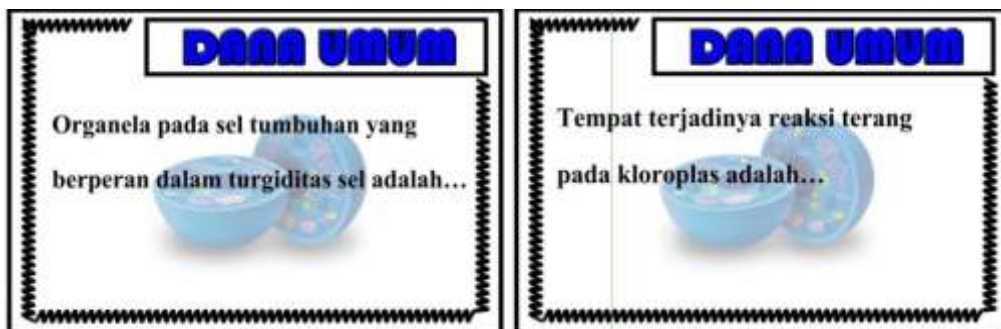 DANA UMUM
Organela pada sel tumbuhan yang
berperan dalam turgiditas sel adalah…
DANA UMUM
Tempat terjadinya reaksi terang
pada kloroplas adalah…